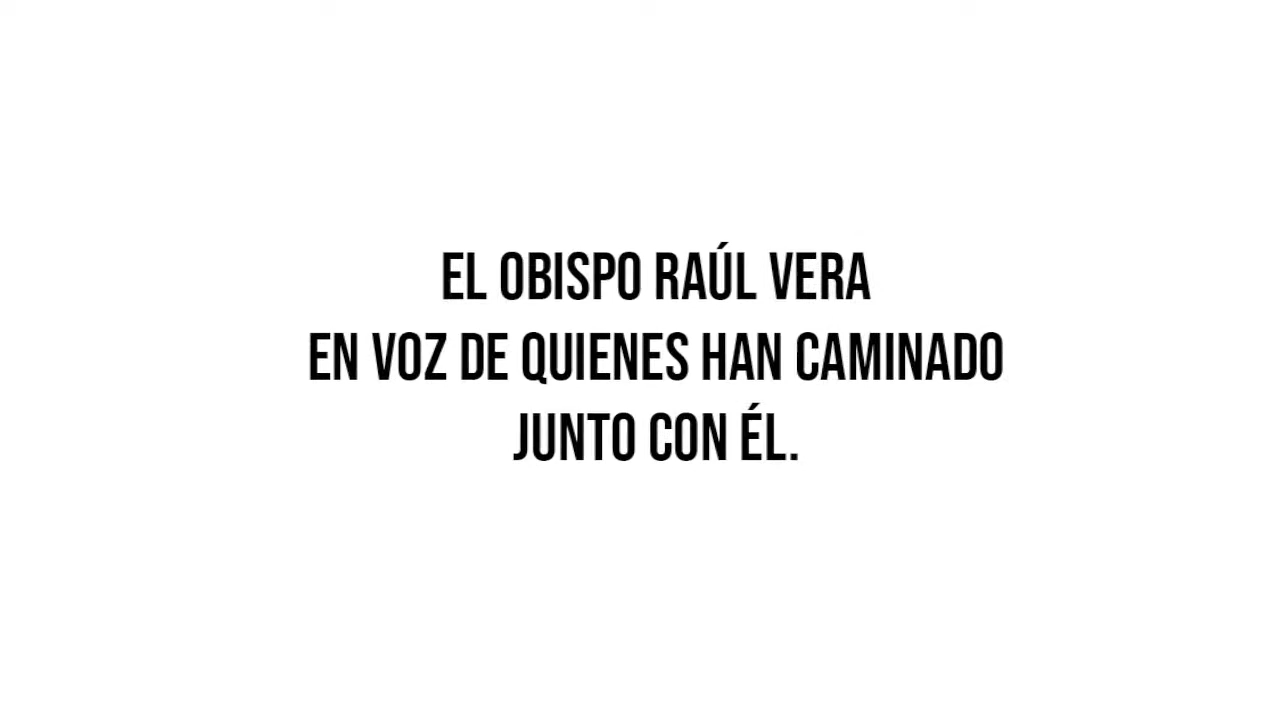 EL OBISPO RAÚL VERA
EN VOZ DE QUIENES HAN CAMINADO
JUNTO CON ÉL.